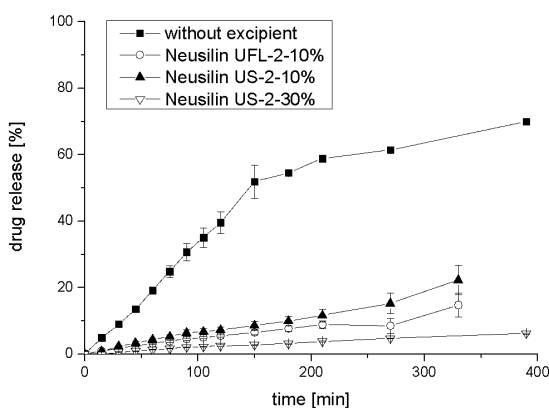 100
80
60
40
20
0
drug release [%]
without excipient
Neusilin UFL-2-10%
Neusilin US-2-10%
Neusilin US-2-30%
0
100
200
300
400
time [min]